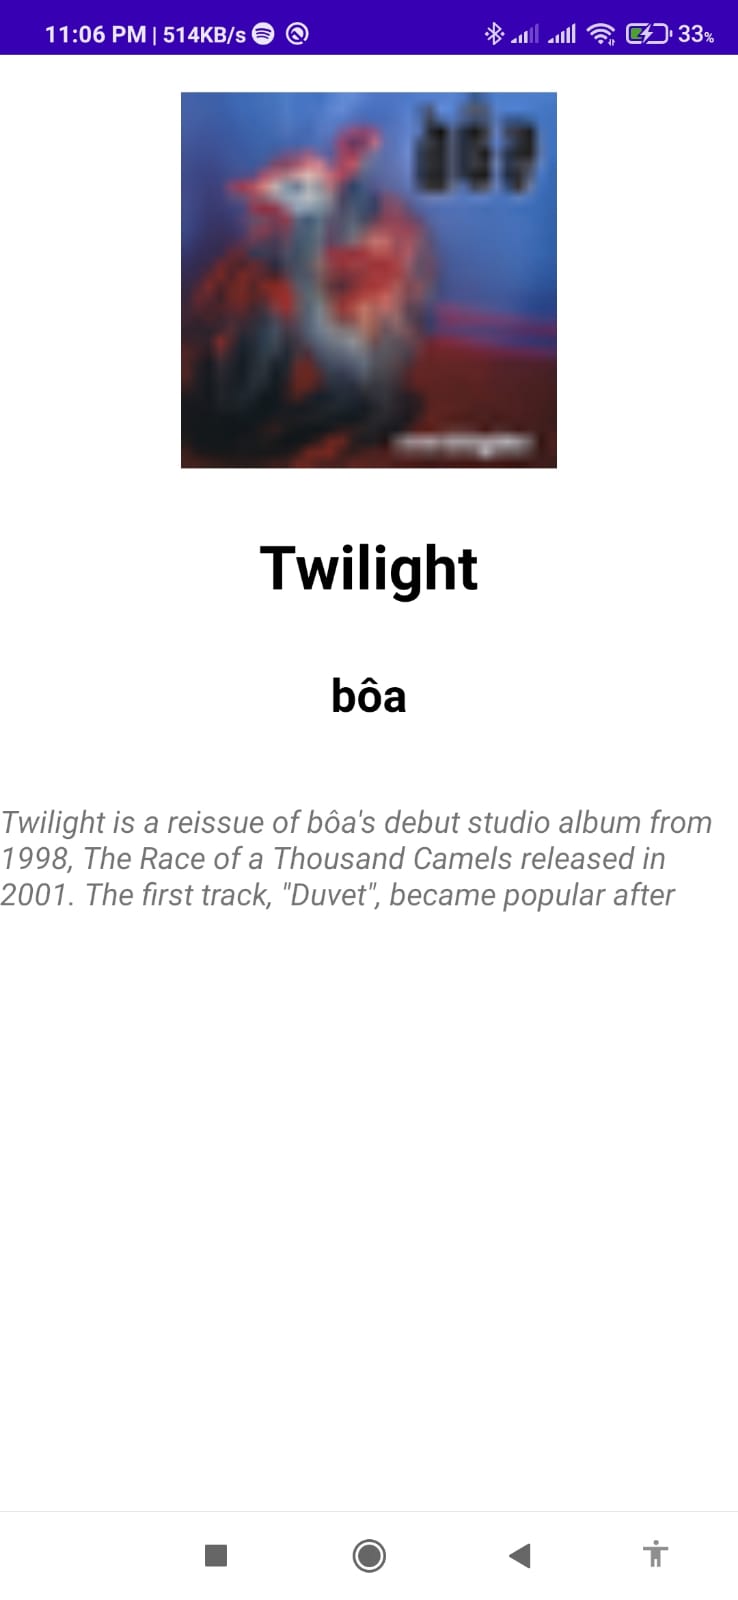 11:06 PM | 514KB/s 33%
bôa
Twilight
bôa
Twilight is a reissue of bôa's debut studio album from
1998, The Race of a Thousand Camels released in
2001. The first track, "Duvet", became popular after